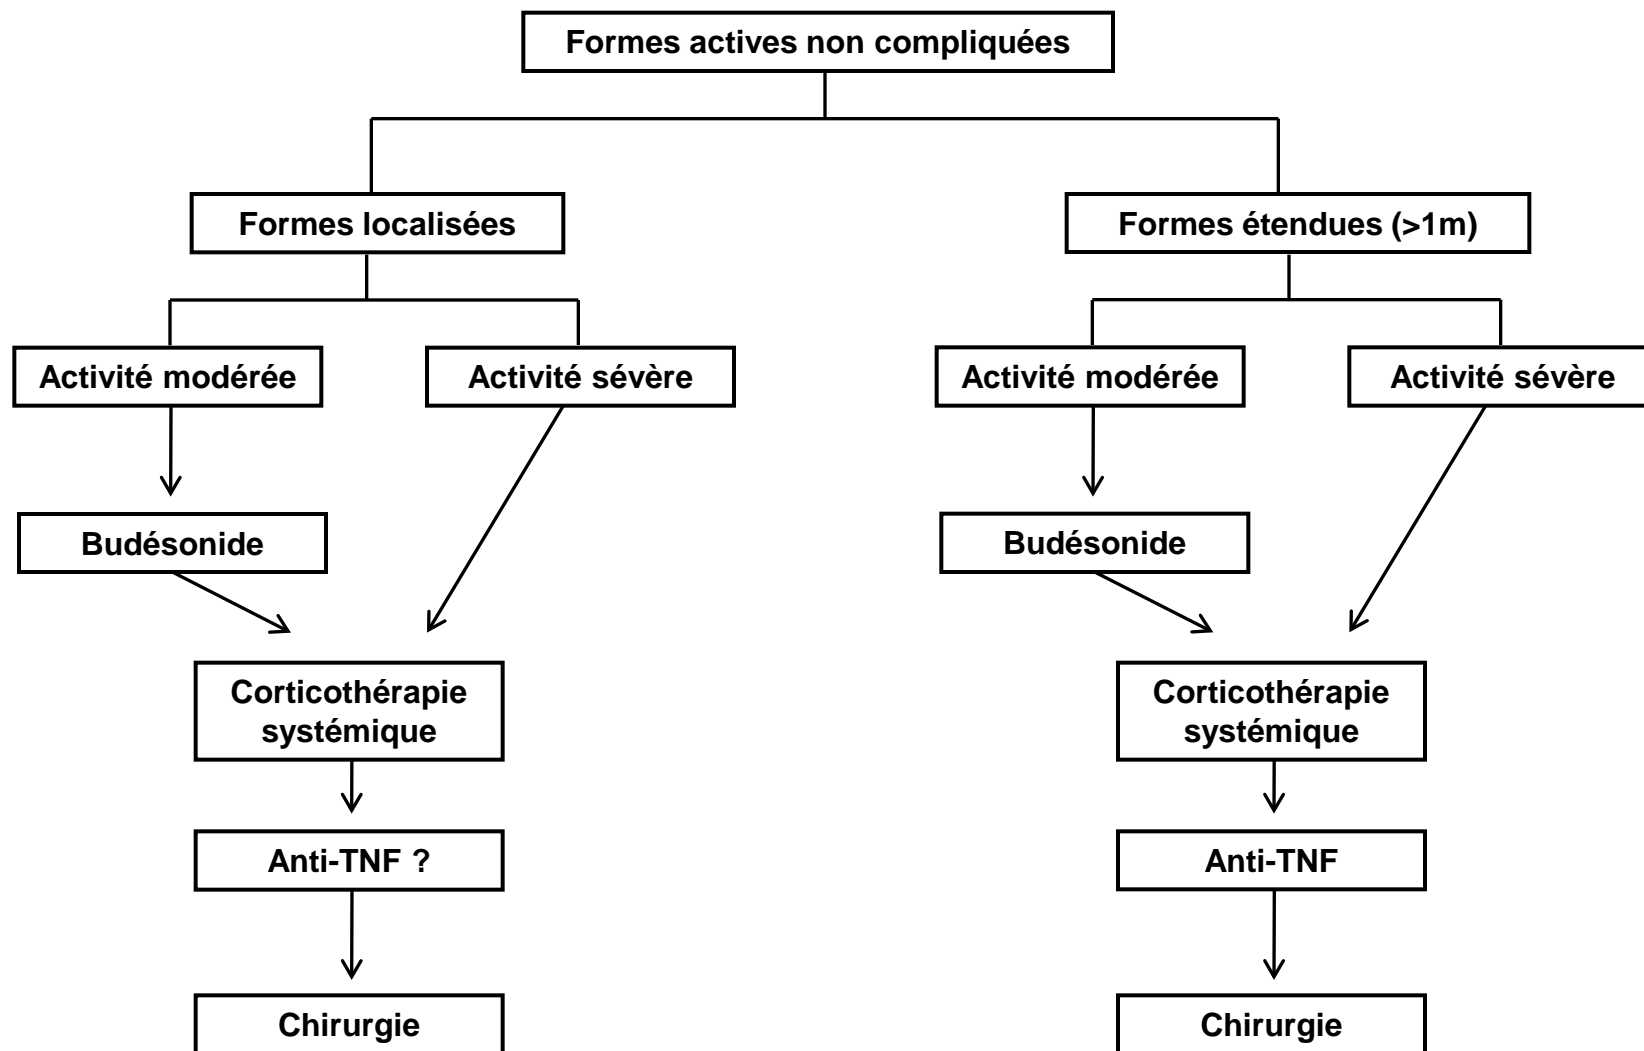 Formes actives non compliquées
Formes localisées
Formes étendues (>1m)
Activité modérée
Activité sévère
Activité modérée
Activité sévère
Budésonide
Budésonide
Corticothérapie
systémique
Corticothérapie
systémique
Anti-TNF ?
Anti-TNF
Chirurgie
Chirurgie